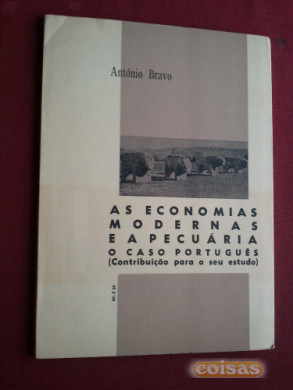 António Bravo
AS ECONOMIAS
MODERNAS
E A PECUÁRIA
O CASO PORTUGUÊS
(Contribuição para o seu estudo)
coisas